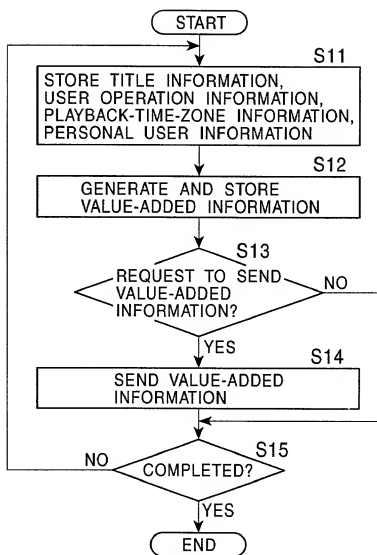 START
S11
STORE TITLE INFORMATION,
USER OPERATION INFORMATION,
PLAYBACK-TIME-ZONE INFORMATION,
PERSONAL USER INFORMATION
S12
GENERATE AND STORE
VALUE-ADDED INFORMATION
S13
REQUEST TO SEND
VALUE-ADDED
INFORMATION?
NO
YES
S14
SEND VALUE-ADDED
INFORMATION
S15
NO
COMPLETED?
YES
END